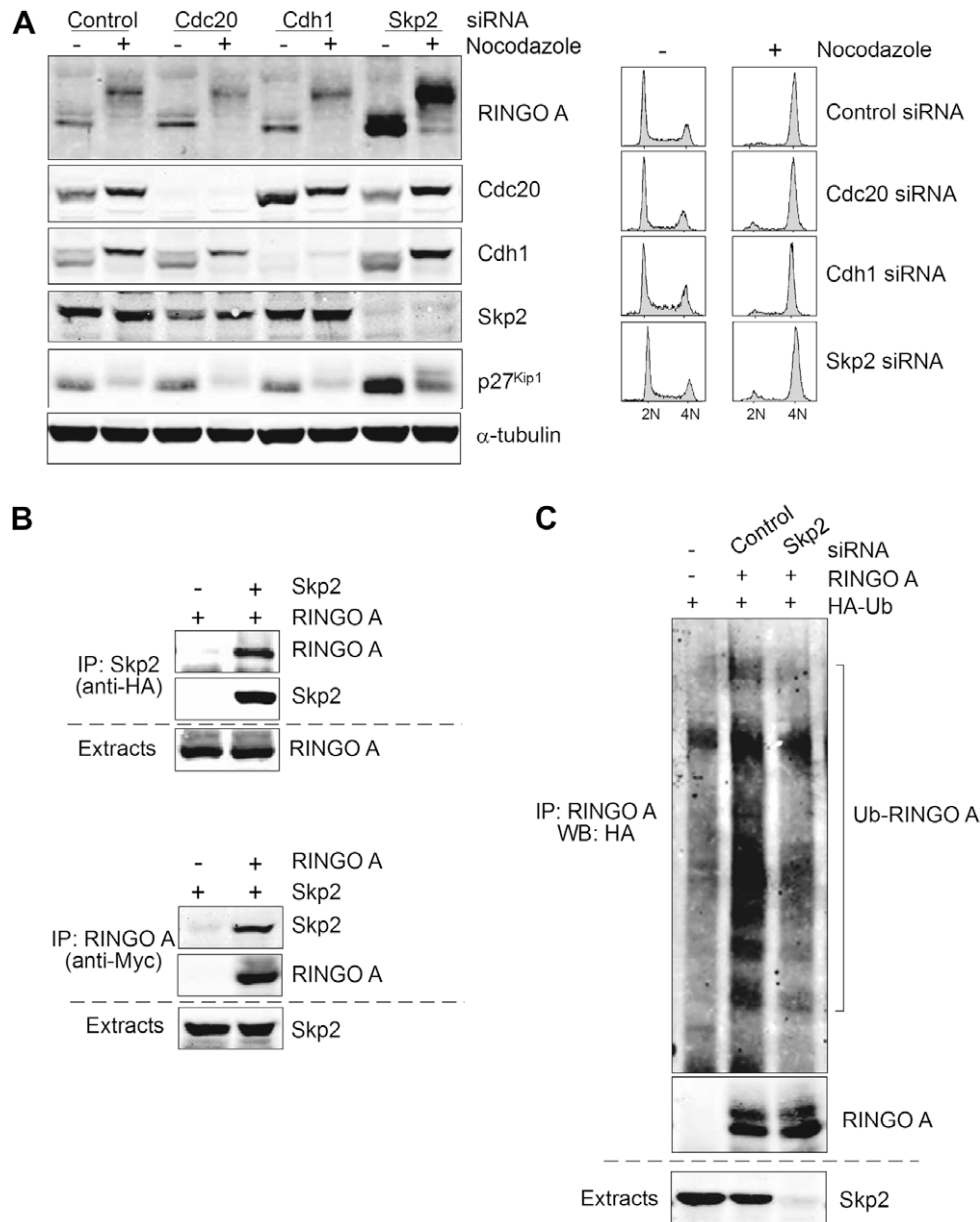 A
Control Cdc20 Cdh1 Skp2 siRNA
- + - + - + - + Nocodazole
RINGO A
Cdc20
Cdh1
Skp2
p27Kip1
α-tubulin
- + Nocodazole
Control siRNA
Cdc20 siRNA
Cdh1 siRNA
Skp2 siRNA
2N 4N 2N 4N
B
- + Skp2
+ + RINGO A
IP: Skp2
(anti-HA)
RINGO A
Skp2
Extracts RINGO A
- + RINGO A
+ + Skp2
IP: RINGO A
(anti-Myc)
Skp2
RINGO A
Extracts Skp2
C
- Control Skp2 siRNA
- + + RINGO A
+ + + HA-Ub
IP: RINGO A
WB: HA
Ub-RINGO A
RINGO A
Extracts Skp2